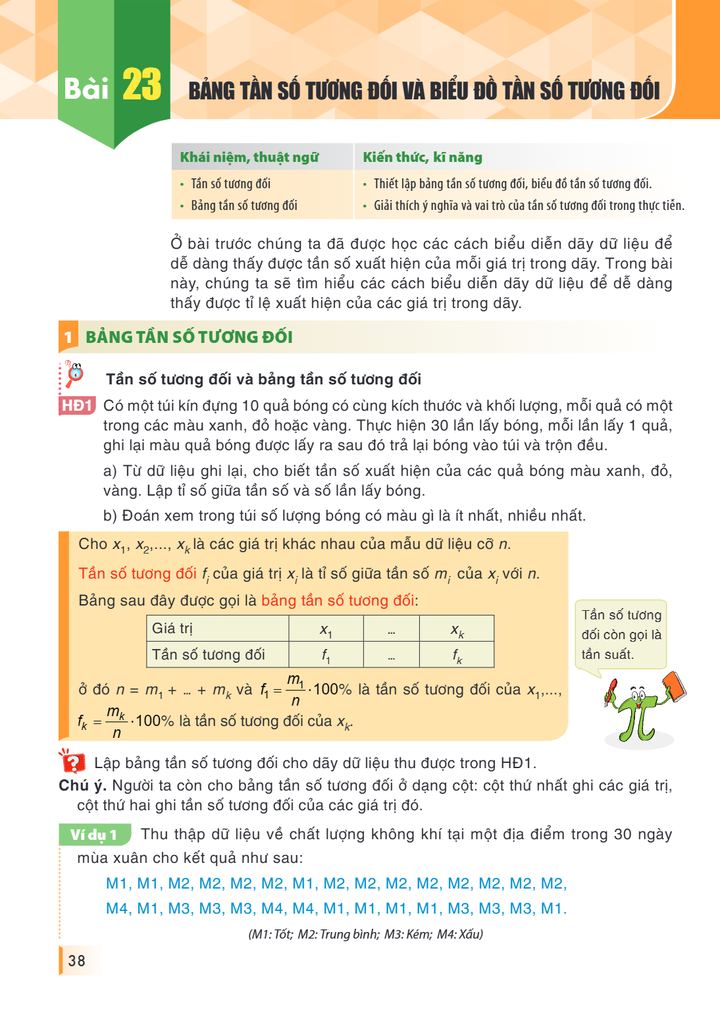 Bài 23
BẢNG TẦN SỐ TƯƠNG ĐỐI VÀ BIỂU ĐỒ TẦN SỐ TƯƠNG ĐỐI
Khái niệm, thuật ngữ
• Tần số tương đối
• Bảng tần số tương đối
Kiến thức, kĩ năng
• Thiết lập bảng tần số tương đối, biểu đồ tần số tương đối.
• Giải thích ý nghĩa và vai trò của tần số tương đối trong thực tiễn.
Ở bài trước chúng ta đã được học các cách biểu diễn dãy dữ liệu để
dễ dàng thấy được tần số xuất hiện của mỗi giá trị trong dãy. Trong bài
này, chúng ta sẽ tìm hiểu các cách biểu diễn dãy dữ liệu để dễ dàng
thấy được tỉ lệ xuất hiện của các giá trị trong dãy.
1 BẢNG TẦN SỐ TƯƠNG ĐỐI
Tần số tương đối và bảng tần số tương đối
HĐ1 Có một túi kín đựng 10 quả bóng có cùng kích thước và khối lượng, mỗi quả có một
trong các màu xanh, đỏ hoặc vàng. Thực hiện 30 lần lấy bóng, mỗi lần lấy 1 quả,
ghi lại màu quả bóng được lấy ra sau đó trả lại bóng vào túi và trộn đều.
a) Từ dữ liệu ghi lại, cho biết tần số xuất hiện của các quả bóng màu xanh, đỏ,
vàng. Lập tỉ số giữa tần số và số lần lấy bóng.
b) Đoán xem trong túi số lượng bóng có màu gì là ít nhất, nhiều nhất.
Cho x₁, x₂,..., xₖ là các giá trị khác nhau của mẫu dữ liệu cỡ n.
Tần số tương đối fᵢ của giá trị xᵢ là tỉ số giữa tần số mᵢ của xᵢ với n.
Bảng sau đây được gọi là bảng tần số tương đối:
Giá trị x₁ ... xₖ
Tần số tương đối f₁ ... fₖ
ở đó n = m₁ + ... + mₖ và f₁ = m₁/n · 100% là tần số tương đối của x₁,...,
fₖ = mₖ/n · 100% là tần số tương đối của xₖ.
Tần số tương
đối còn gọi là
tần suất.
? Lập bảng tần số tương đối cho dãy dữ liệu thu được trong HĐ1.
Chú ý. Người ta còn cho bảng tần số tương đối ở dạng cột: cột thứ nhất ghi các giá trị,
cột thứ hai ghi tần số tương đối của các giá trị đó.
Ví dụ 1 Thu thập dữ liệu về chất lượng không khí tại một địa điểm trong 30 ngày
mùa xuân cho kết quả như sau:
M1, M1, M2, M2, M2, M2, M1, M2, M2, M2, M2, M2, M2, M2, M2,
M4, M1, M3, M3, M3, M4, M4, M1, M1, M1, M1, M3, M3, M3, M1.
(M1: Tốt; M2: Trung bình; M3: Kém; M4: Xấu)
38